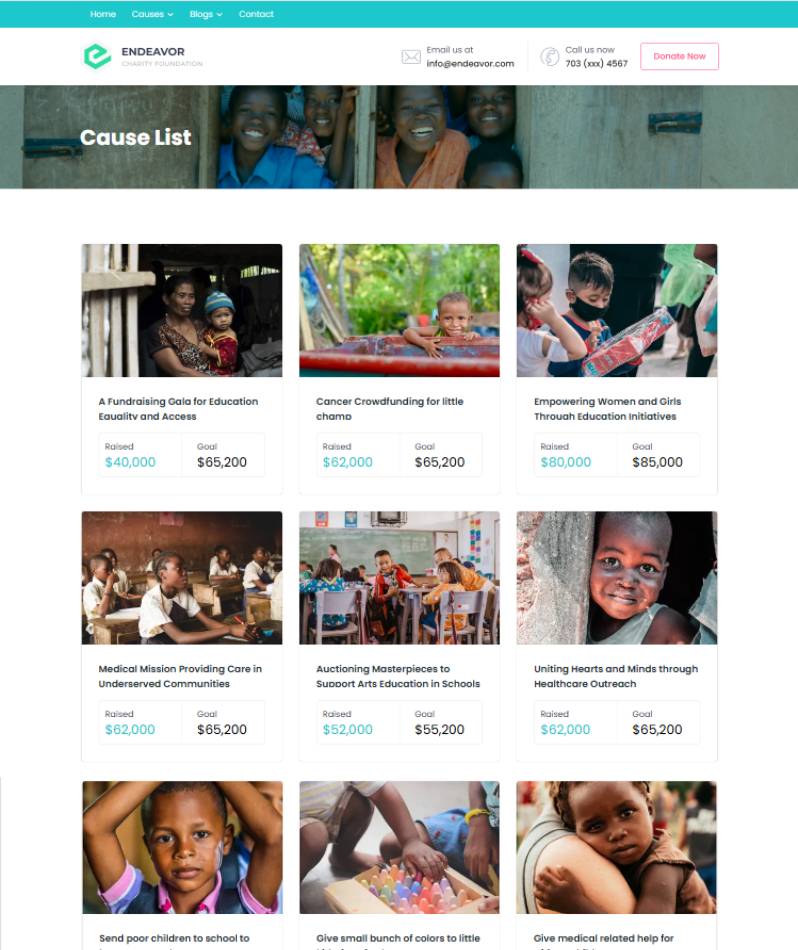 Home Causes Blogs Contact
ENDEAVOR
CHARITY FOUNDATION
Email us at
info@endeavor.com
Call us now
703 (xxx) 4567
Donate Now
Cause List
A Fundraising Gala for Education
Equality and Access
Raised
$40,000
Goal
$65,200
Cancer Crowdfunding for little
champ
Raised
$62,000
Goal
$65,200
Empowering Women and Girls
Through Education Initiatives
Raised
$80,000
Goal
$85,000
Medical Mission Providing Care in
Underserved Communities
Raised
$62,000
Goal
$65,200
Auctioning Masterpieces to
Support Arts Education in Schools
Raised
$52,000
Goal
$55,200
Uniting Hearts and Minds through
Healthcare Outreach
Raised
$62,000
Goal
$65,200
Send poor children to school to
Give small bunch of colors to little
Give medical related help for